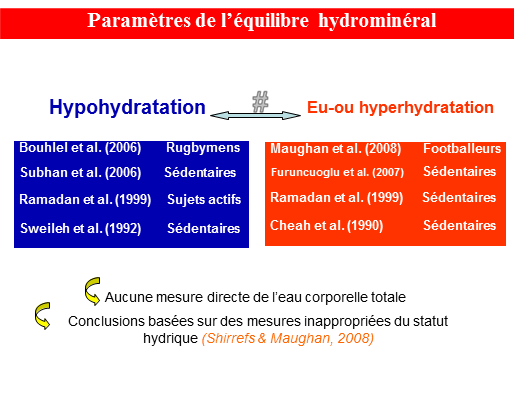 Paramètres de l'équilibre hydrominéral
#
Hypohydratation
Eu-ou hyperhydratation
Bouhlel et al. (2006) Rugbymens
Subhan et al. (2006) Sédentaires
Ramadan et al. (1999) Sujets actifs
Sweileh et al. (1992) Sédentaires
Maughan et al. (2008) Footballeurs
Furuncuoglu et al. (2007) Sédentaires
Ramadan et al. (1999) Sédentaires
Cheah et al. (1990) Sédentaires
Aucune mesure directe de l'eau corporelle totale
Conclusions basées sur des mesures inappropriées du statut
hydrique (Shirrefs & Maughan, 2008)